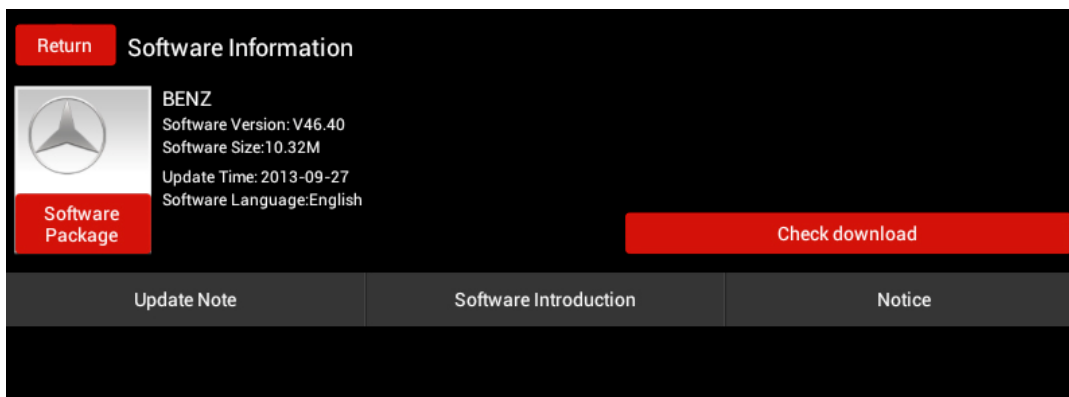 Return
Software Information
BENZ
Software Version: V46.40
Software Size:10.32M
Update Time: 2013-09-27
Software Language:English
Software
Package
Check download
Update Note
Software Introduction
Notice